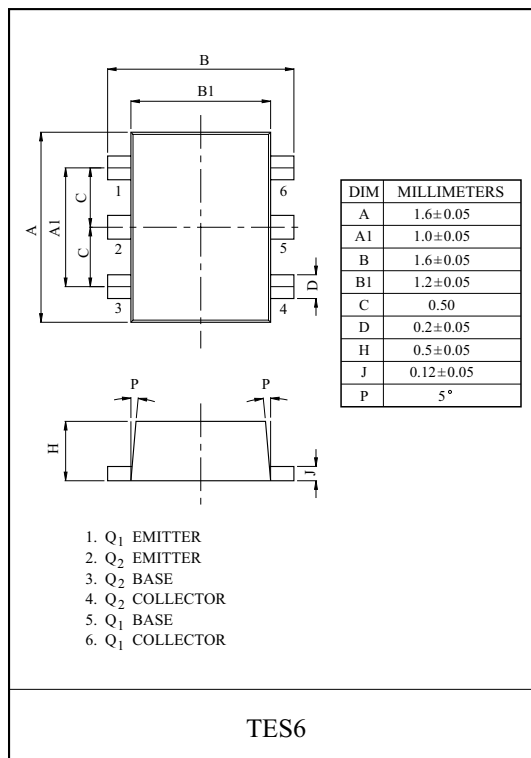 B
B1
1
6
C
A
A1
2
5
C
D
3
4
DIM MILLIMETERS
A 1.6±0.05
A1 1.0±0.05
B 1.6±0.05
B1 1.2±0.05
C 0.50
D 0.2±0.05
H 0.5±0.05
J 0.12±0.05
P 5°
P P
H
J
1. Q1 EMITTER
2. Q2 EMITTER
3. Q2 BASE
4. Q2 COLLECTOR
5. Q1 BASE
6. Q1 COLLECTOR
TES6